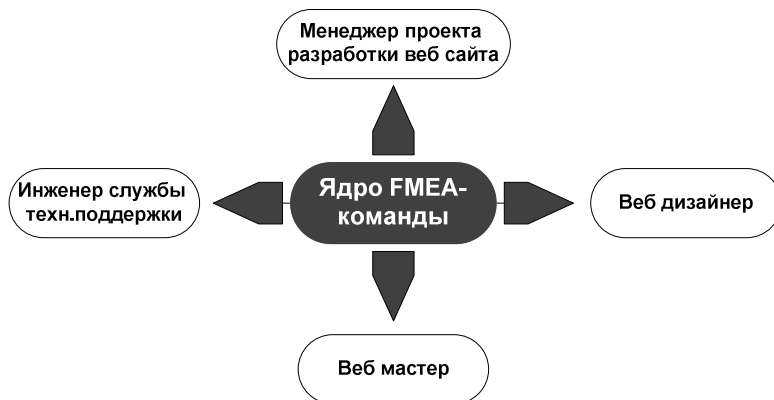 Менеджер проекта
разработки веб сайта
Инженер службы
техн.поддержки
Ядро FMEA-
команды
Веб дизайнер
Веб мастер